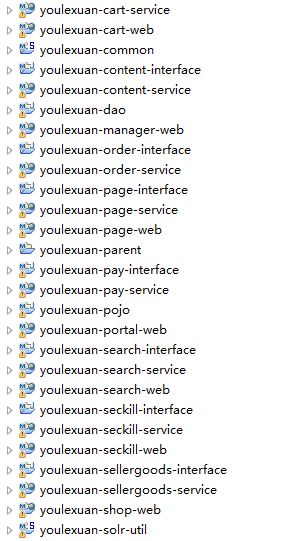 youlexuan-cart-service
youlexuan-cart-web
youlexuan-common
youlexuan-content-interface
youlexuan-content-service
youlexuan-dao
youlexuan-manager-web
youlexuan-order-interface
youlexuan-order-service
youlexuan-page-interface
youlexuan-page-service
youlexuan-page-web
youlexuan-parent
youlexuan-pay-interface
youlexuan-pay-service
youlexuan-pojo
youlexuan-portal-web
youlexuan-search-interface
youlexuan-search-service
youlexuan-search-web
youlexuan-seckill-interface
youlexuan-seckill-service
youlexuan-seckill-web
youlexuan-sellergoods-interface
youlexuan-sellergoods-service
youlexuan-shop-web
youlexuan-solr-util